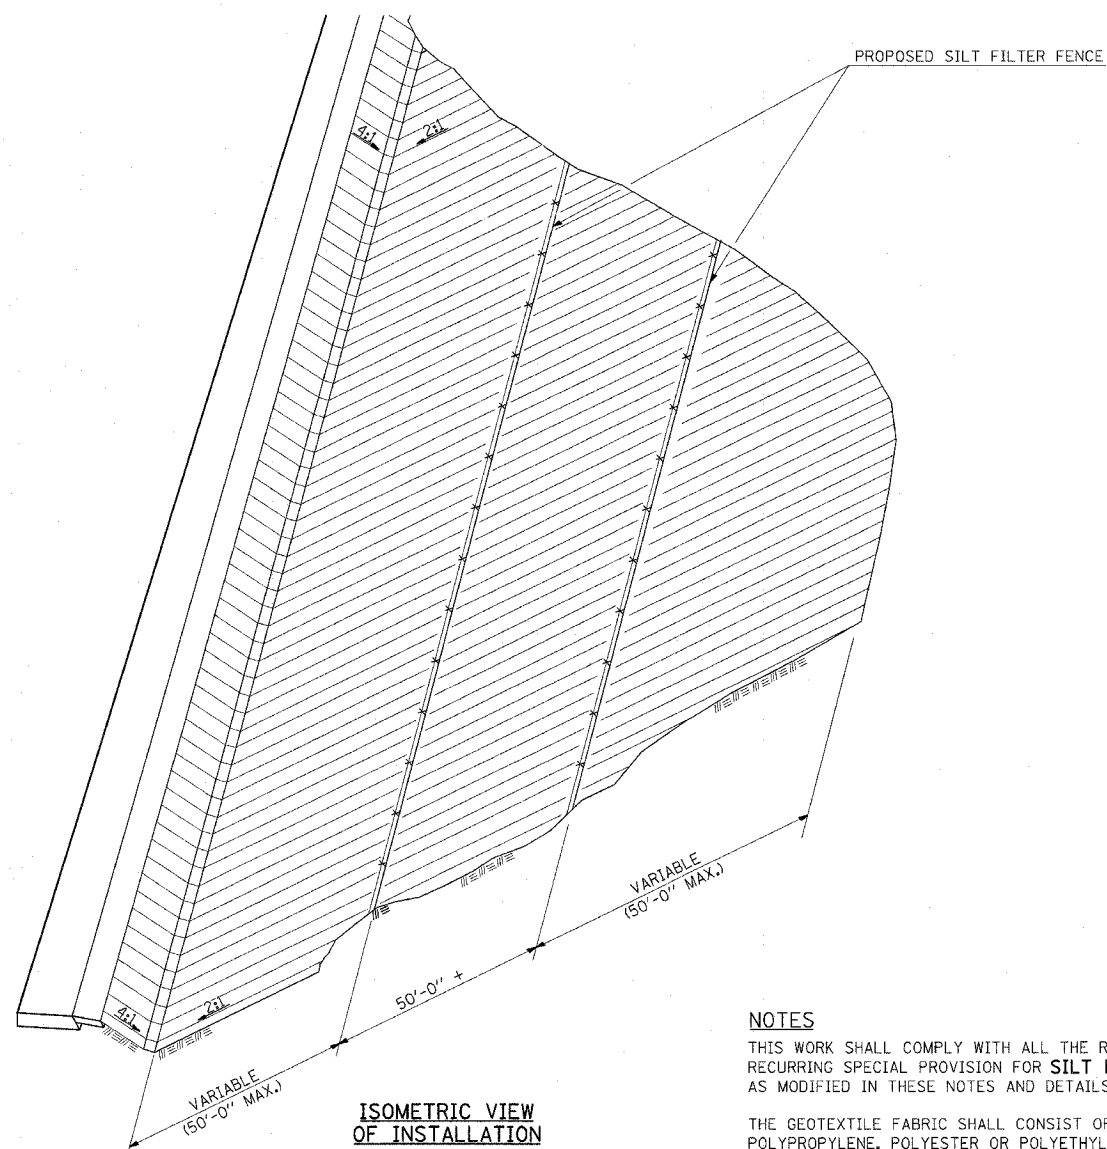 PROPOSED SILT FILTER FENCE
4:1
2:1
VARIABLE
(50'-0" MAX.)
50'-0" +
4:1
2:1
VARIABLE
(50'-0" MAX.)
ISOMETRIC VIEW
OF INSTALLATION
NOTES
THIS WORK SHALL COMPLY WITH ALL THE
RECURRING SPECIAL PROVISION FOR SILT
AS MODIFIED IN THESE NOTES AND DETAILS
THE GEOTEXTILE FABRIC SHALL CONSIST
POLYPROPYLENE, POLYESTER OR